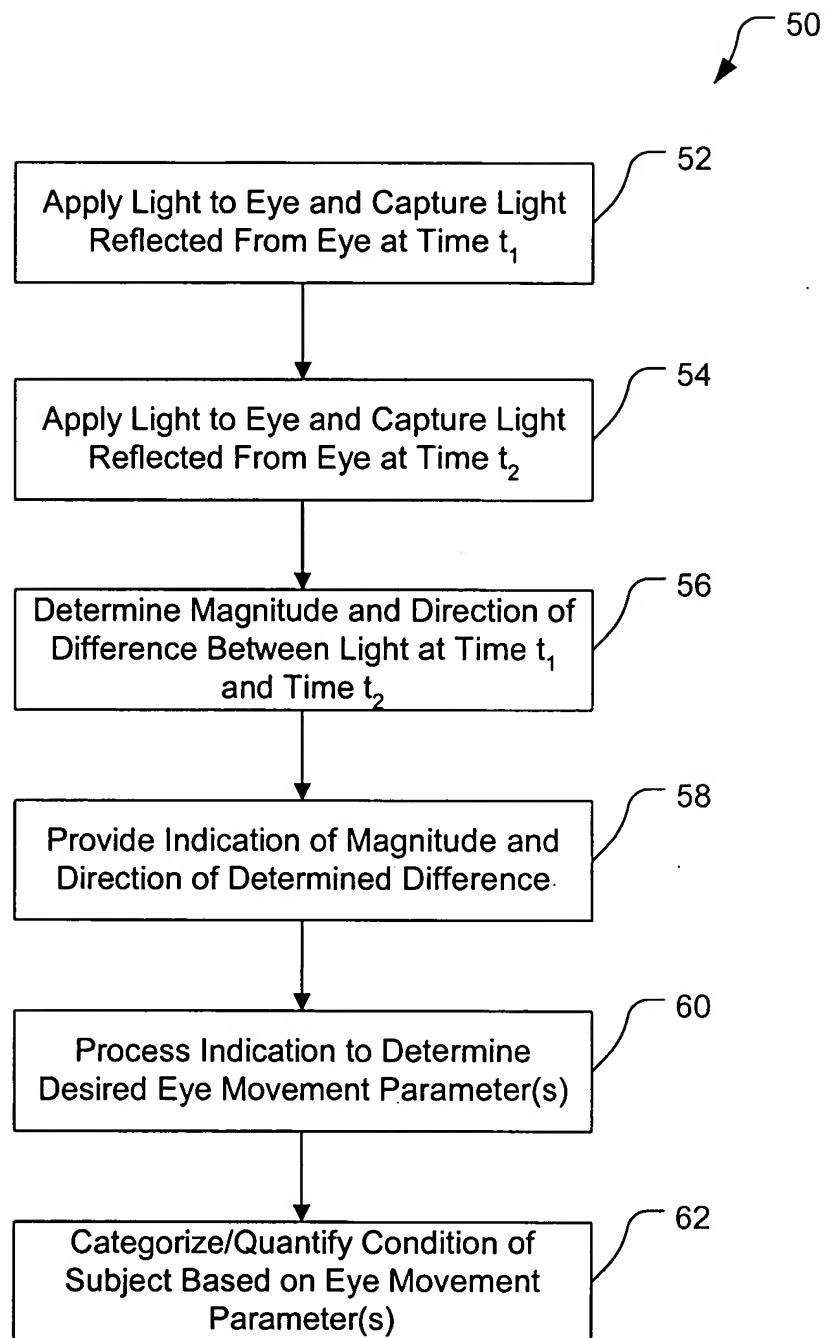 50
52
Apply Light to Eye and Capture Light
Reflected From Eye at Time t₁
54
Apply Light to Eye and Capture Light
Reflected From Eye at Time t₂
56
Determine Magnitude and Direction of
Difference Between Light at Time t₁
and Time t₂
58
Provide Indication of Magnitude and
Direction of Determined Difference
60
Process Indication to Determine
Desired Eye Movement Parameter(s)
62
Categorize/Quantify Condition of
Subject Based on Eye Movement
Parameter(s)